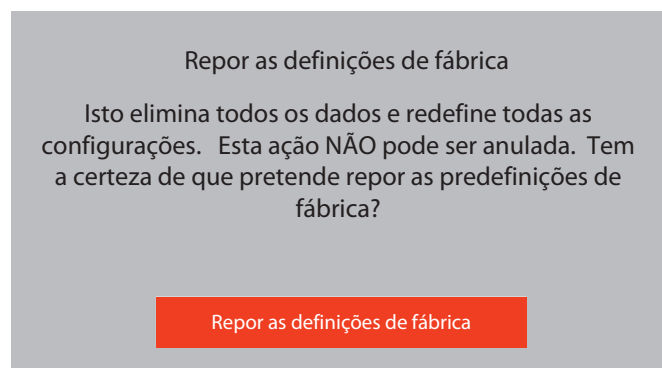 Repor as definições de fábrica
Isto elimina todos os dados e redefine todas as
configurações.   Esta ação NÃO pode ser anulada.  Tem
a certeza de que pretende repor as predefinições de
fábrica?
Repor as definições de fábrica